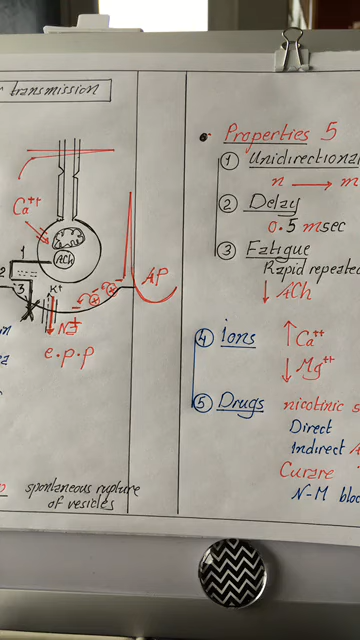 transmission
Ca++
ACh
1
2
3
K+
Na+
+
+
AP
e.p.p
spontaneous rupture
of vesicles
Properties 5
① Unidirectional
n → m
② Delay
0.5 msec
③ Fatigue
Rapid repeated
↓ ACh
④ Ions ↑ Ca++
↓ Mg++
⑤ Drugs nicotinic s
Direct
Indirect A
Curare
N-M bloc